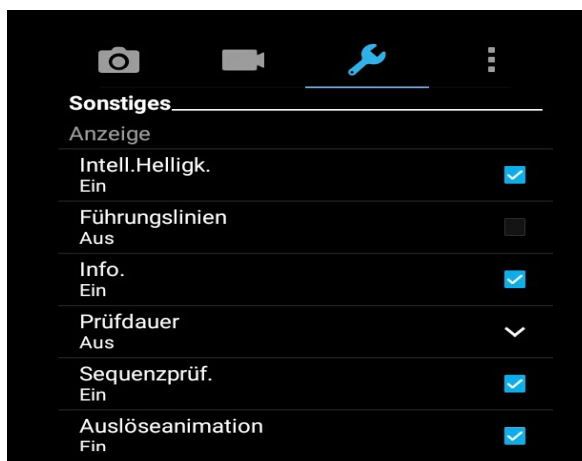 Sonstiges
Anzeige
Intell.Helligk.
Ein
Führungslinien
Aus
Info.
Ein
Prüfdauer
Aus
Sequenzprüf.
Ein
Auslöseanimation
Ein